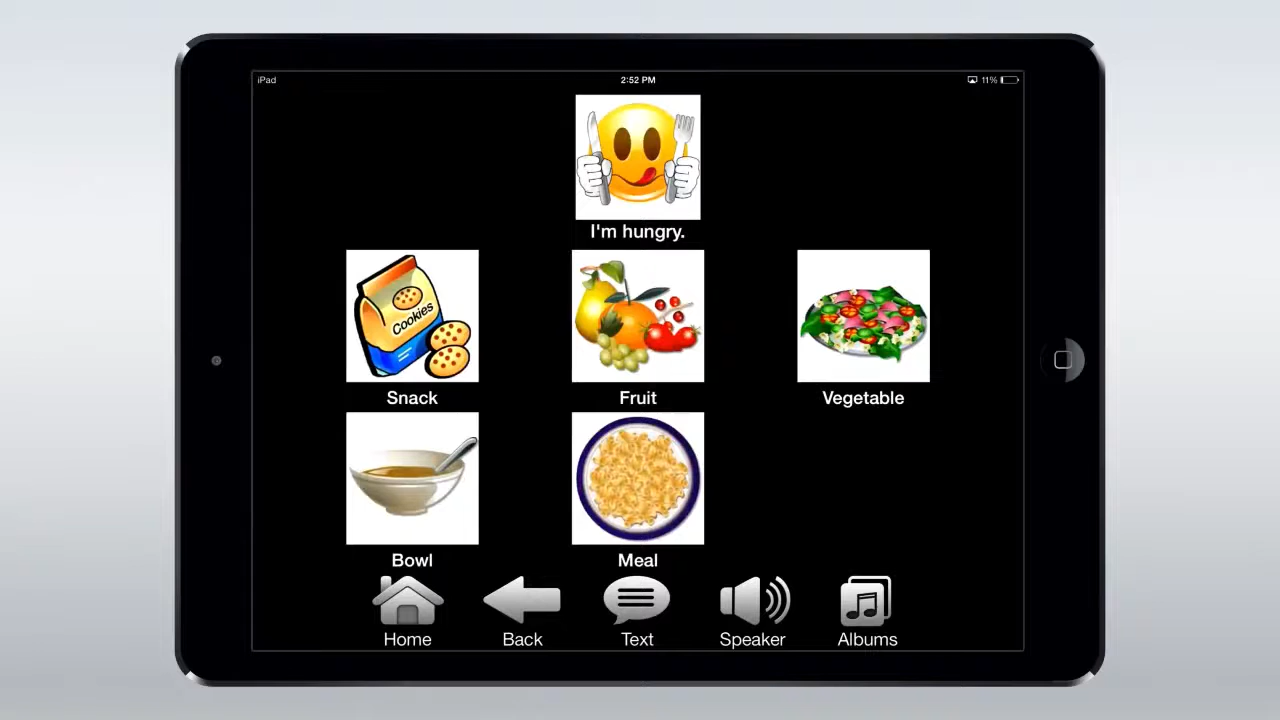 iPad 2:52 PM 11%
I'm hungry.
Cookies
Snack Fruit Vegetable
Bowl Meal
Home Back Text Speaker Albums